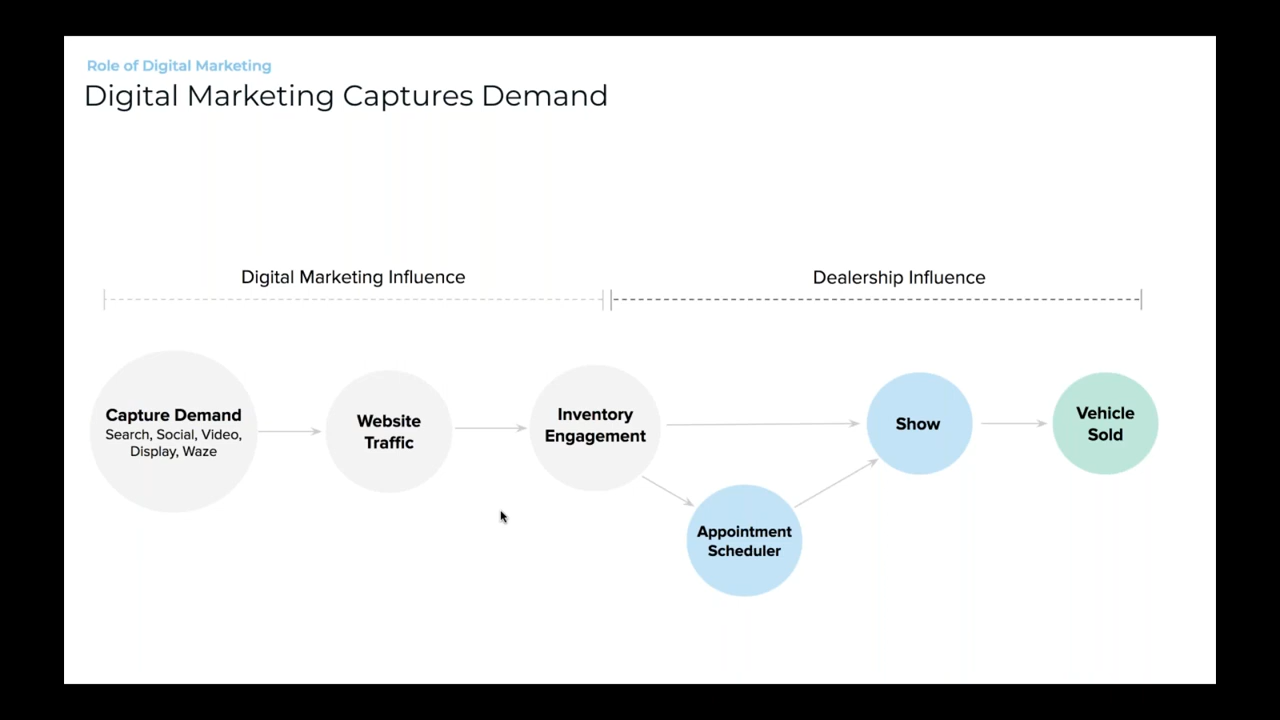 Role of Digital Marketing
Digital Marketing Captures Demand
Digital Marketing Influence
Dealership Influence
Capture Demand
Search, Social, Video,
Display, Waze
Website
Traffic
Inventory
Engagement
Appointment
Scheduler
Show
Vehicle
Sold